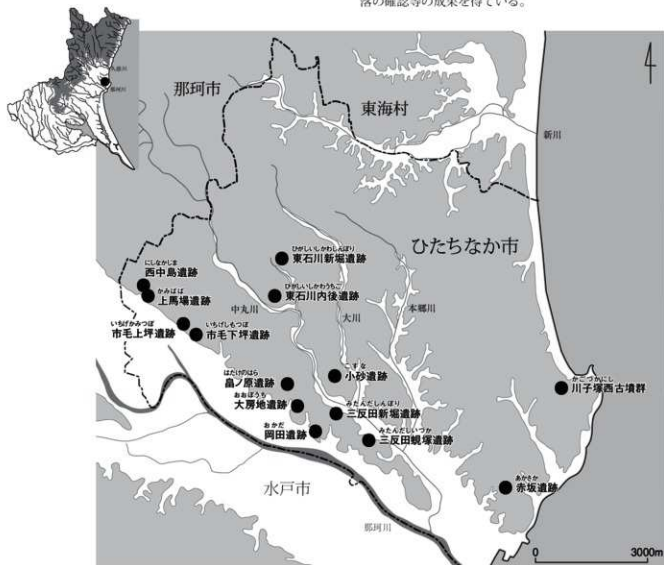 落の確認等の成果を得ている。
久慈川
那珂川
那珂市
東海村
新川
ひたちなか市
ひがしいしかわしんぼり
東石川新堀遺跡
にしなかじま
西中島遺跡
かみばば
上馬場遺跡
ひがしいしかわうちご
東石川内後遺跡
中丸川
大川
本郷川
いちげかみつぼ
市毛上坪遺跡
いちげしもつぼ
市毛下坪遺跡
はたけのはら
畠ノ原遺跡
こすな
小砂遺跡
かごづかにし
川子塚西古墳群
おおぼうち
大房地遺跡
みたんだしんぼり
三反田新堀遺跡
おかだ
岡田遺跡
みたんだしいづか
三反田蜆塚遺跡
あかさか
赤坂遺跡
水戸市
那珂川
0 3000m